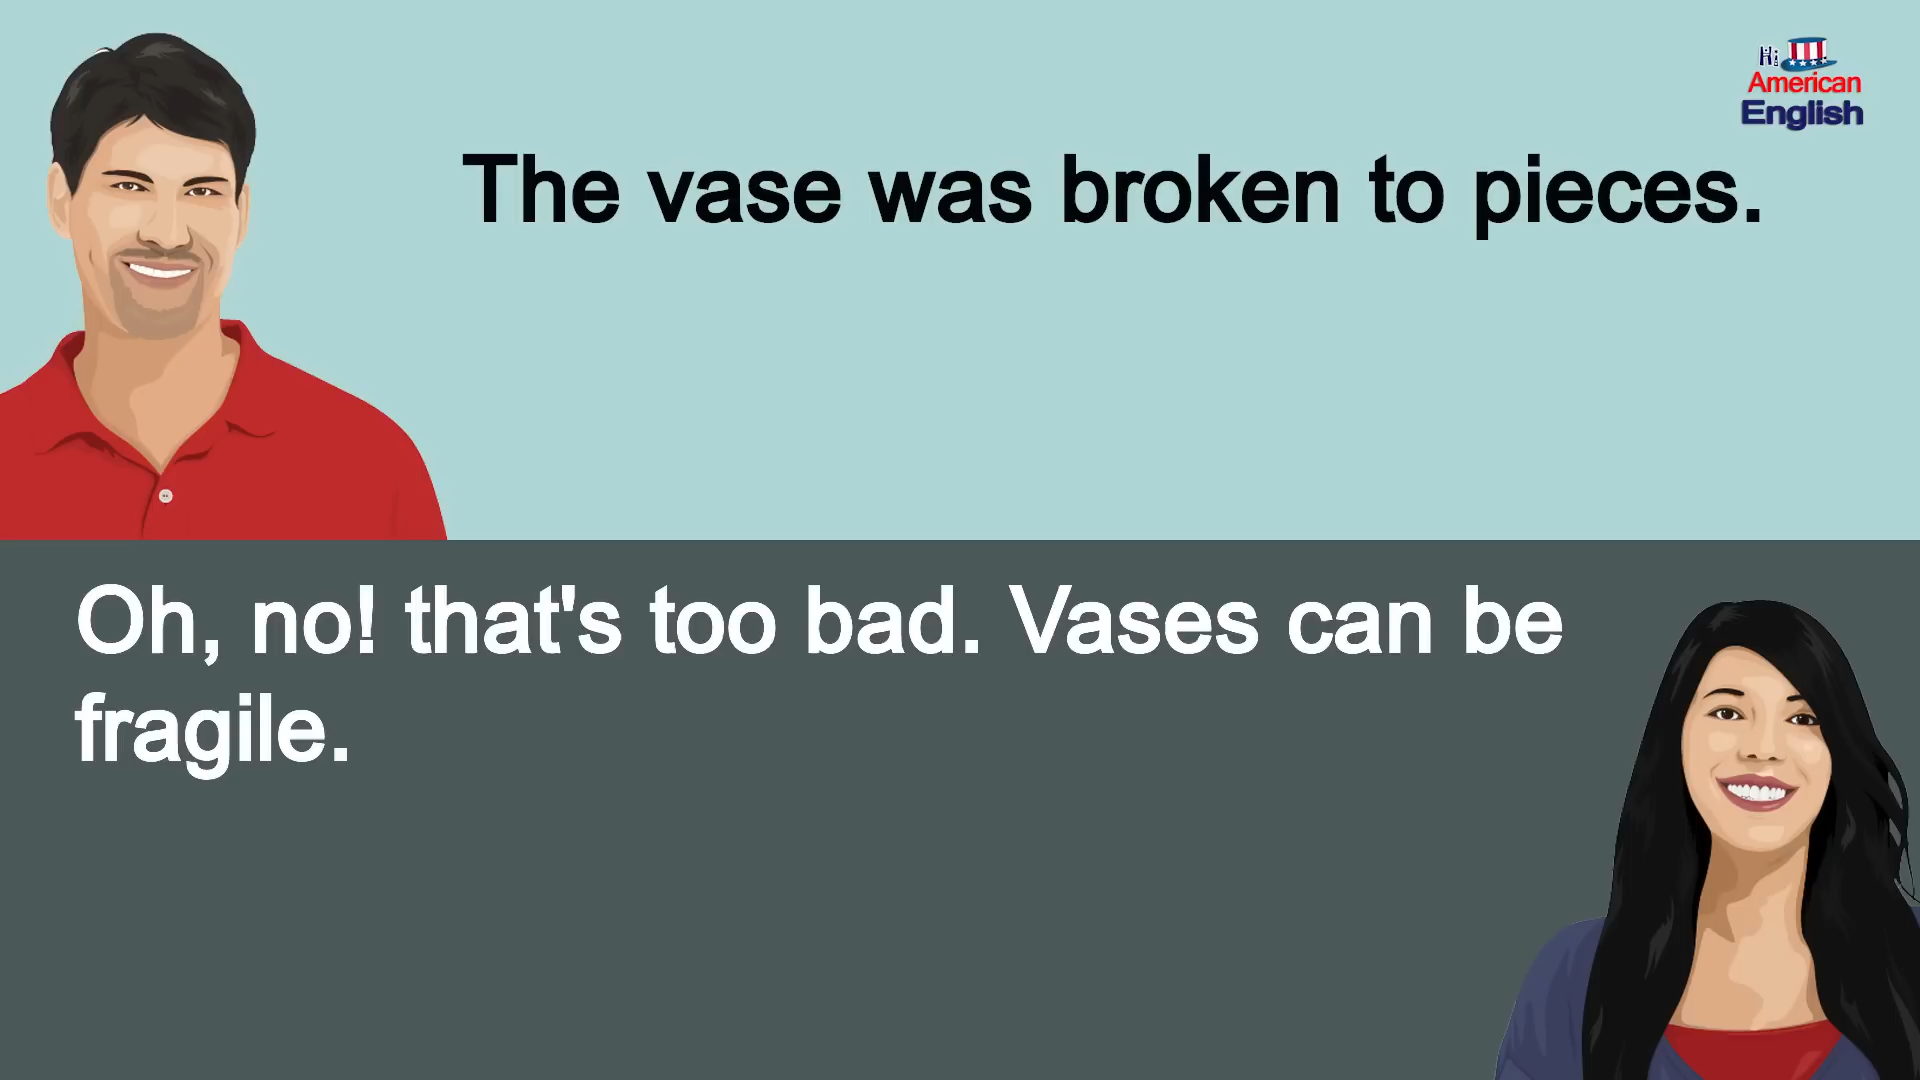 Hi
American
English
The vase was broken to pieces.
Oh, no! that's too bad. Vases can be
fragile.